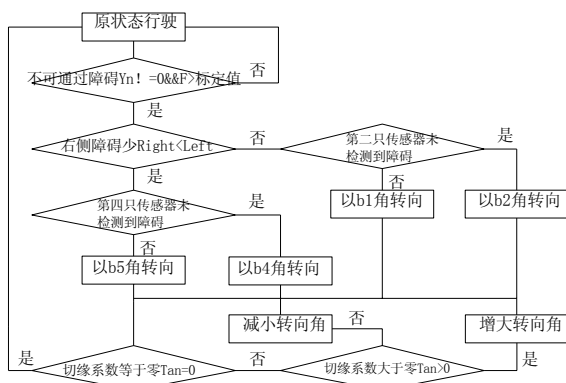 原状态行驶
不可通过障碍Yn！=0&&F>标定值
否
是
右侧障碍少Right<Left
否
第二只传感器未
检测到障碍
是
是
否
第四只传感器未
检测到障碍
是
以b1角转向
以b2角转向
否
以b5角转向
以b4角转向
减小转向角
否
增大转向角
是
切缘系数等于零Tan=0
否
切缘系数大于零Tan>0
是